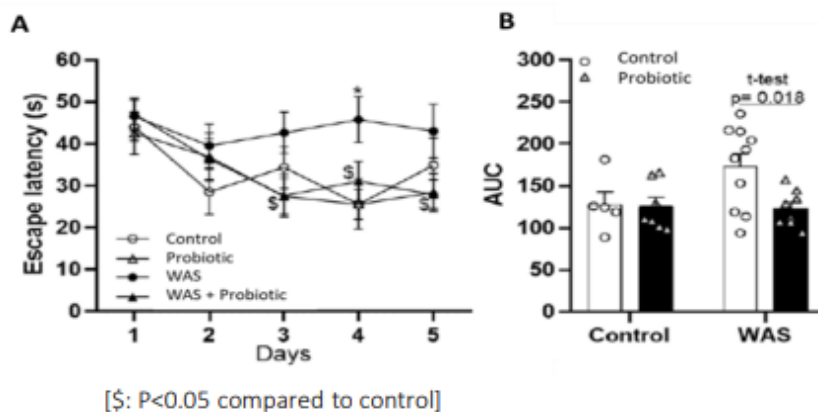 A
Escape latency (s)
60
50
40
30
20
10
0
*
$
$
$
Control
Probiotic
WAS
WAS + Probiotic
1 2 3 4 5
Days
B
AUC
300
250
200
150
100
50
0
Control
Probiotic
t-test
p= 0.018
Control WAS
[$: P<0.05 compared to control]